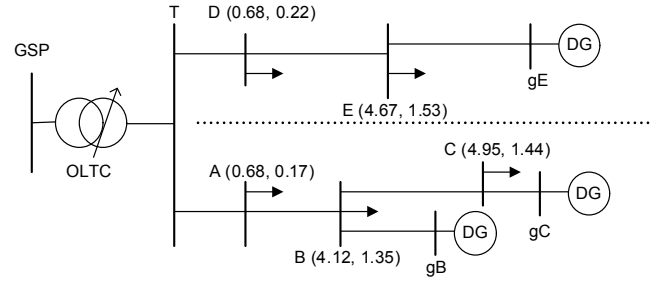 T
D (0.68, 0.22)
GSP
DG
gE
E (4.67, 1.53)
OLTC
A (0.68, 0.17)
C (4.95, 1.44)
DG
gC
DG
B (4.12, 1.35)
gB